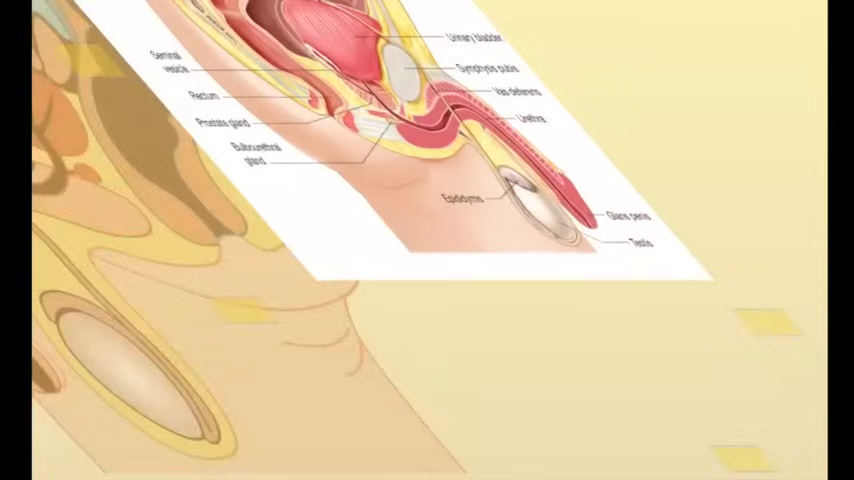 Urinary bladder
Seminal
vesicle
Symphysis pubis
Rectum
Vas deferens
Prostate gland
Urethra
Bulbourethral
gland
Epididymis
Glans penis
Testis